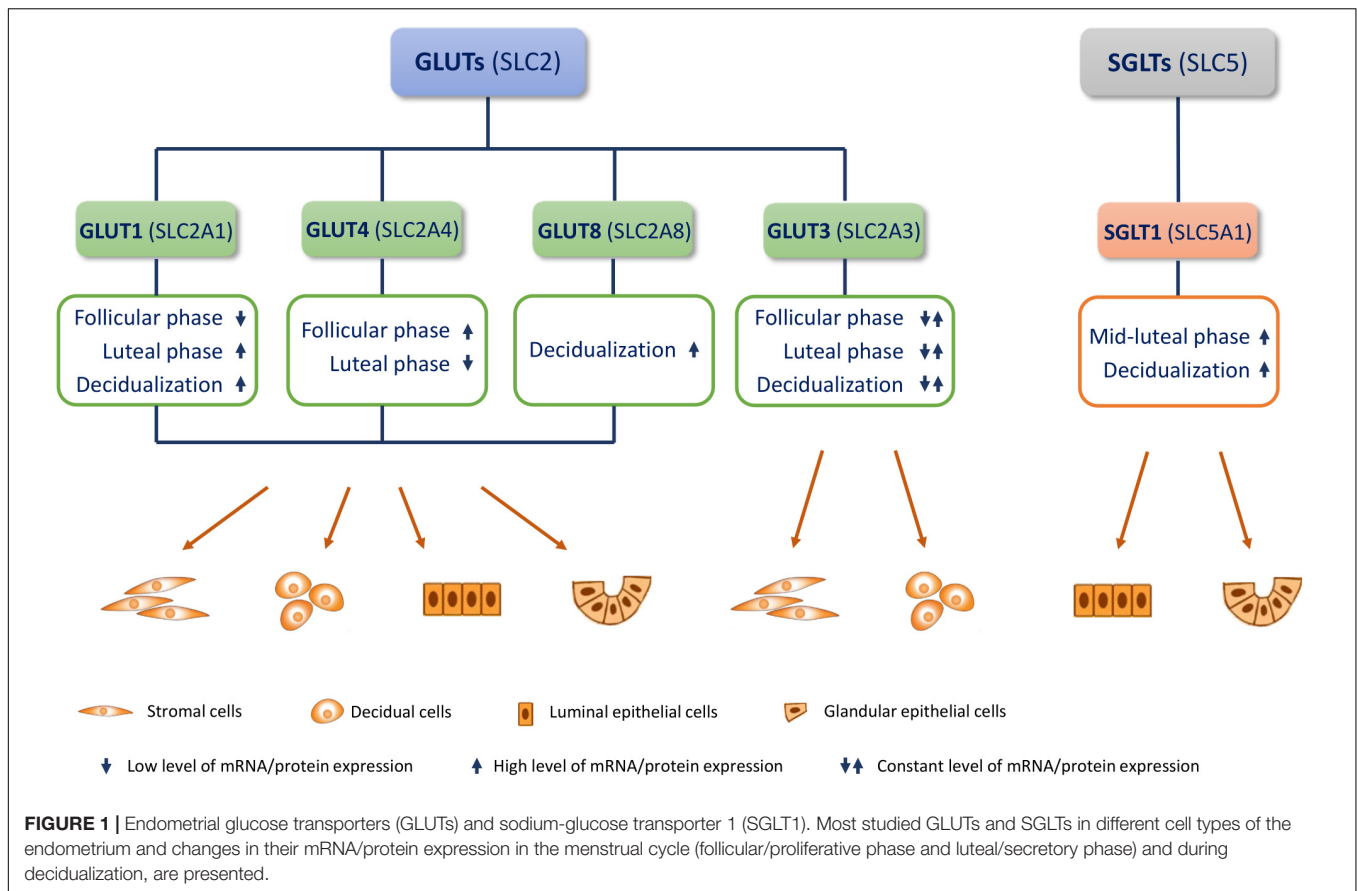 GLUTs (SLC2)
SGLTs (SLC5)
GLUT1 (SLC2A1)
GLUT4 (SLC2A4)
GLUT8 (SLC2A8)
GLUT3 (SLC2A3)
SGLT1 (SLC5A1)
Follicular phase ↓
Luteal phase ↑
Decidualization ↑
Follicular phase ↑
Luteal phase ↓
Decidualization ↑
Follicular phase ↓↑
Luteal phase ↓↑
Decidualization ↓↑
Mid-luteal phase ↑
Decidualization ↑
Stromal cells
Decidual cells
Luminal epithelial cells
Glandular epithelial cells
↓ Low level of mRNA/protein expression
↑ High level of mRNA/protein expression
↓↑ Constant level of mRNA/protein expression
FIGURE 1 | Endometrial glucose transporters (GLUTs) and sodium-glucose transporter 1 (SGLT1). Most studied GLUTs and SGLTs in different cell types of the
endometrium and changes in their mRNA/protein expression in the menstrual cycle (follicular/proliferative phase and luteal/secretory phase) and during
decidualization, are presented.